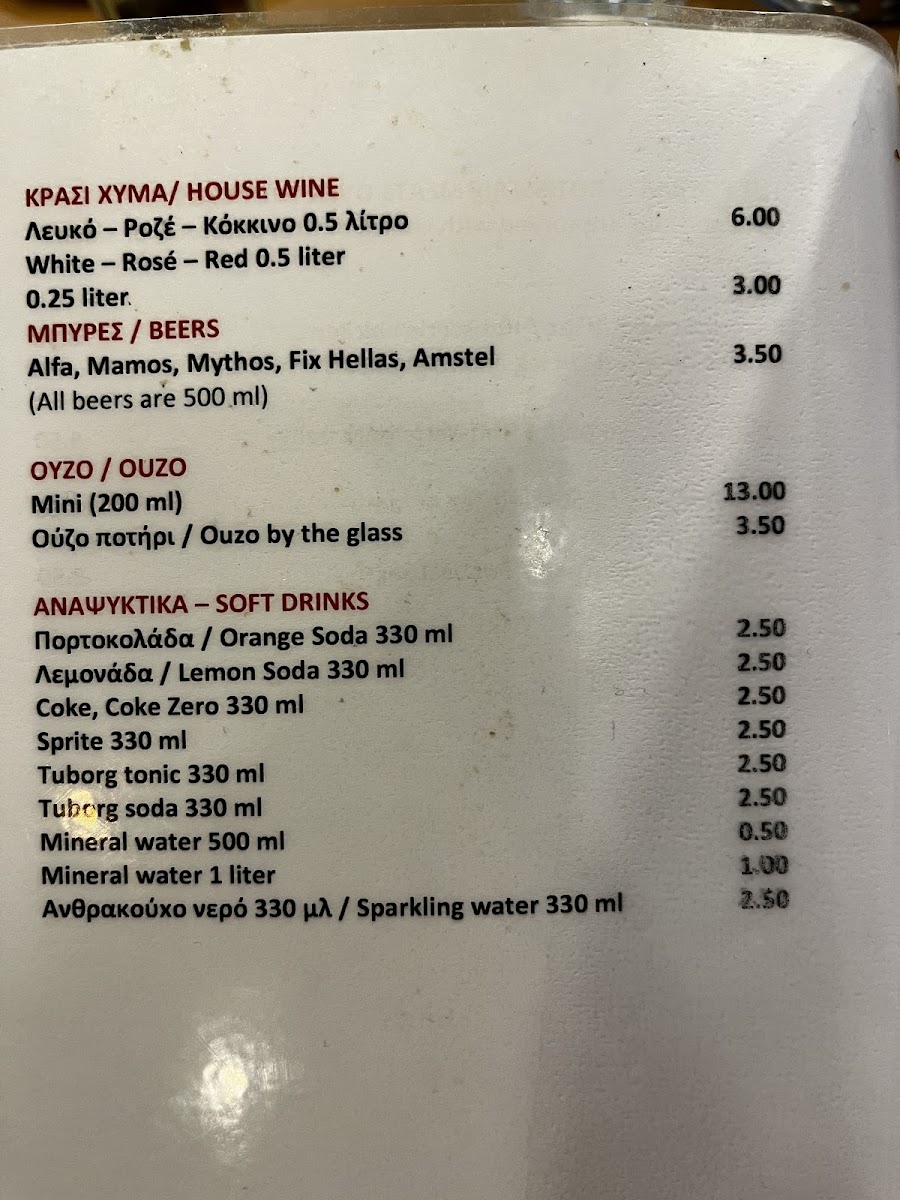 ΚΡΑΣΙ ΧΥΜΑ/ HOUSE WINE
Λευκό – Ροζέ – Κόκκινο 0.5 λίτρο 6.00
White – Rosé – Red 0.5 liter
0.25 liter. 3.00
ΜΠΥΡΕΣ / BEERS
Alfa, Mamos, Mythos, Fix Hellas, Amstel 3.50
(All beers are 500 ml)
ΟΥΖΟ / OUZO
Mini (200 ml) 13.00
Ούζο ποτήρι / Ouzo by the glass 3.50
ΑΝΑΨΥΚΤΙΚΑ – SOFT DRINKS
Πορτοκολάδα / Orange Soda 330 ml 2.50
Λεμονάδα / Lemon Soda 330 ml 2.50
Coke, Coke Zero 330 ml 2.50
Sprite 330 ml 2.50
Tuborg tonic 330 ml 2.50
Tuborg soda 330 ml 2.50
Mineral water 500 ml 0.50
Mineral water 1 liter 1.00
Ανθρακούχο νερό 330 μλ / Sparkling water 330 ml 2.50